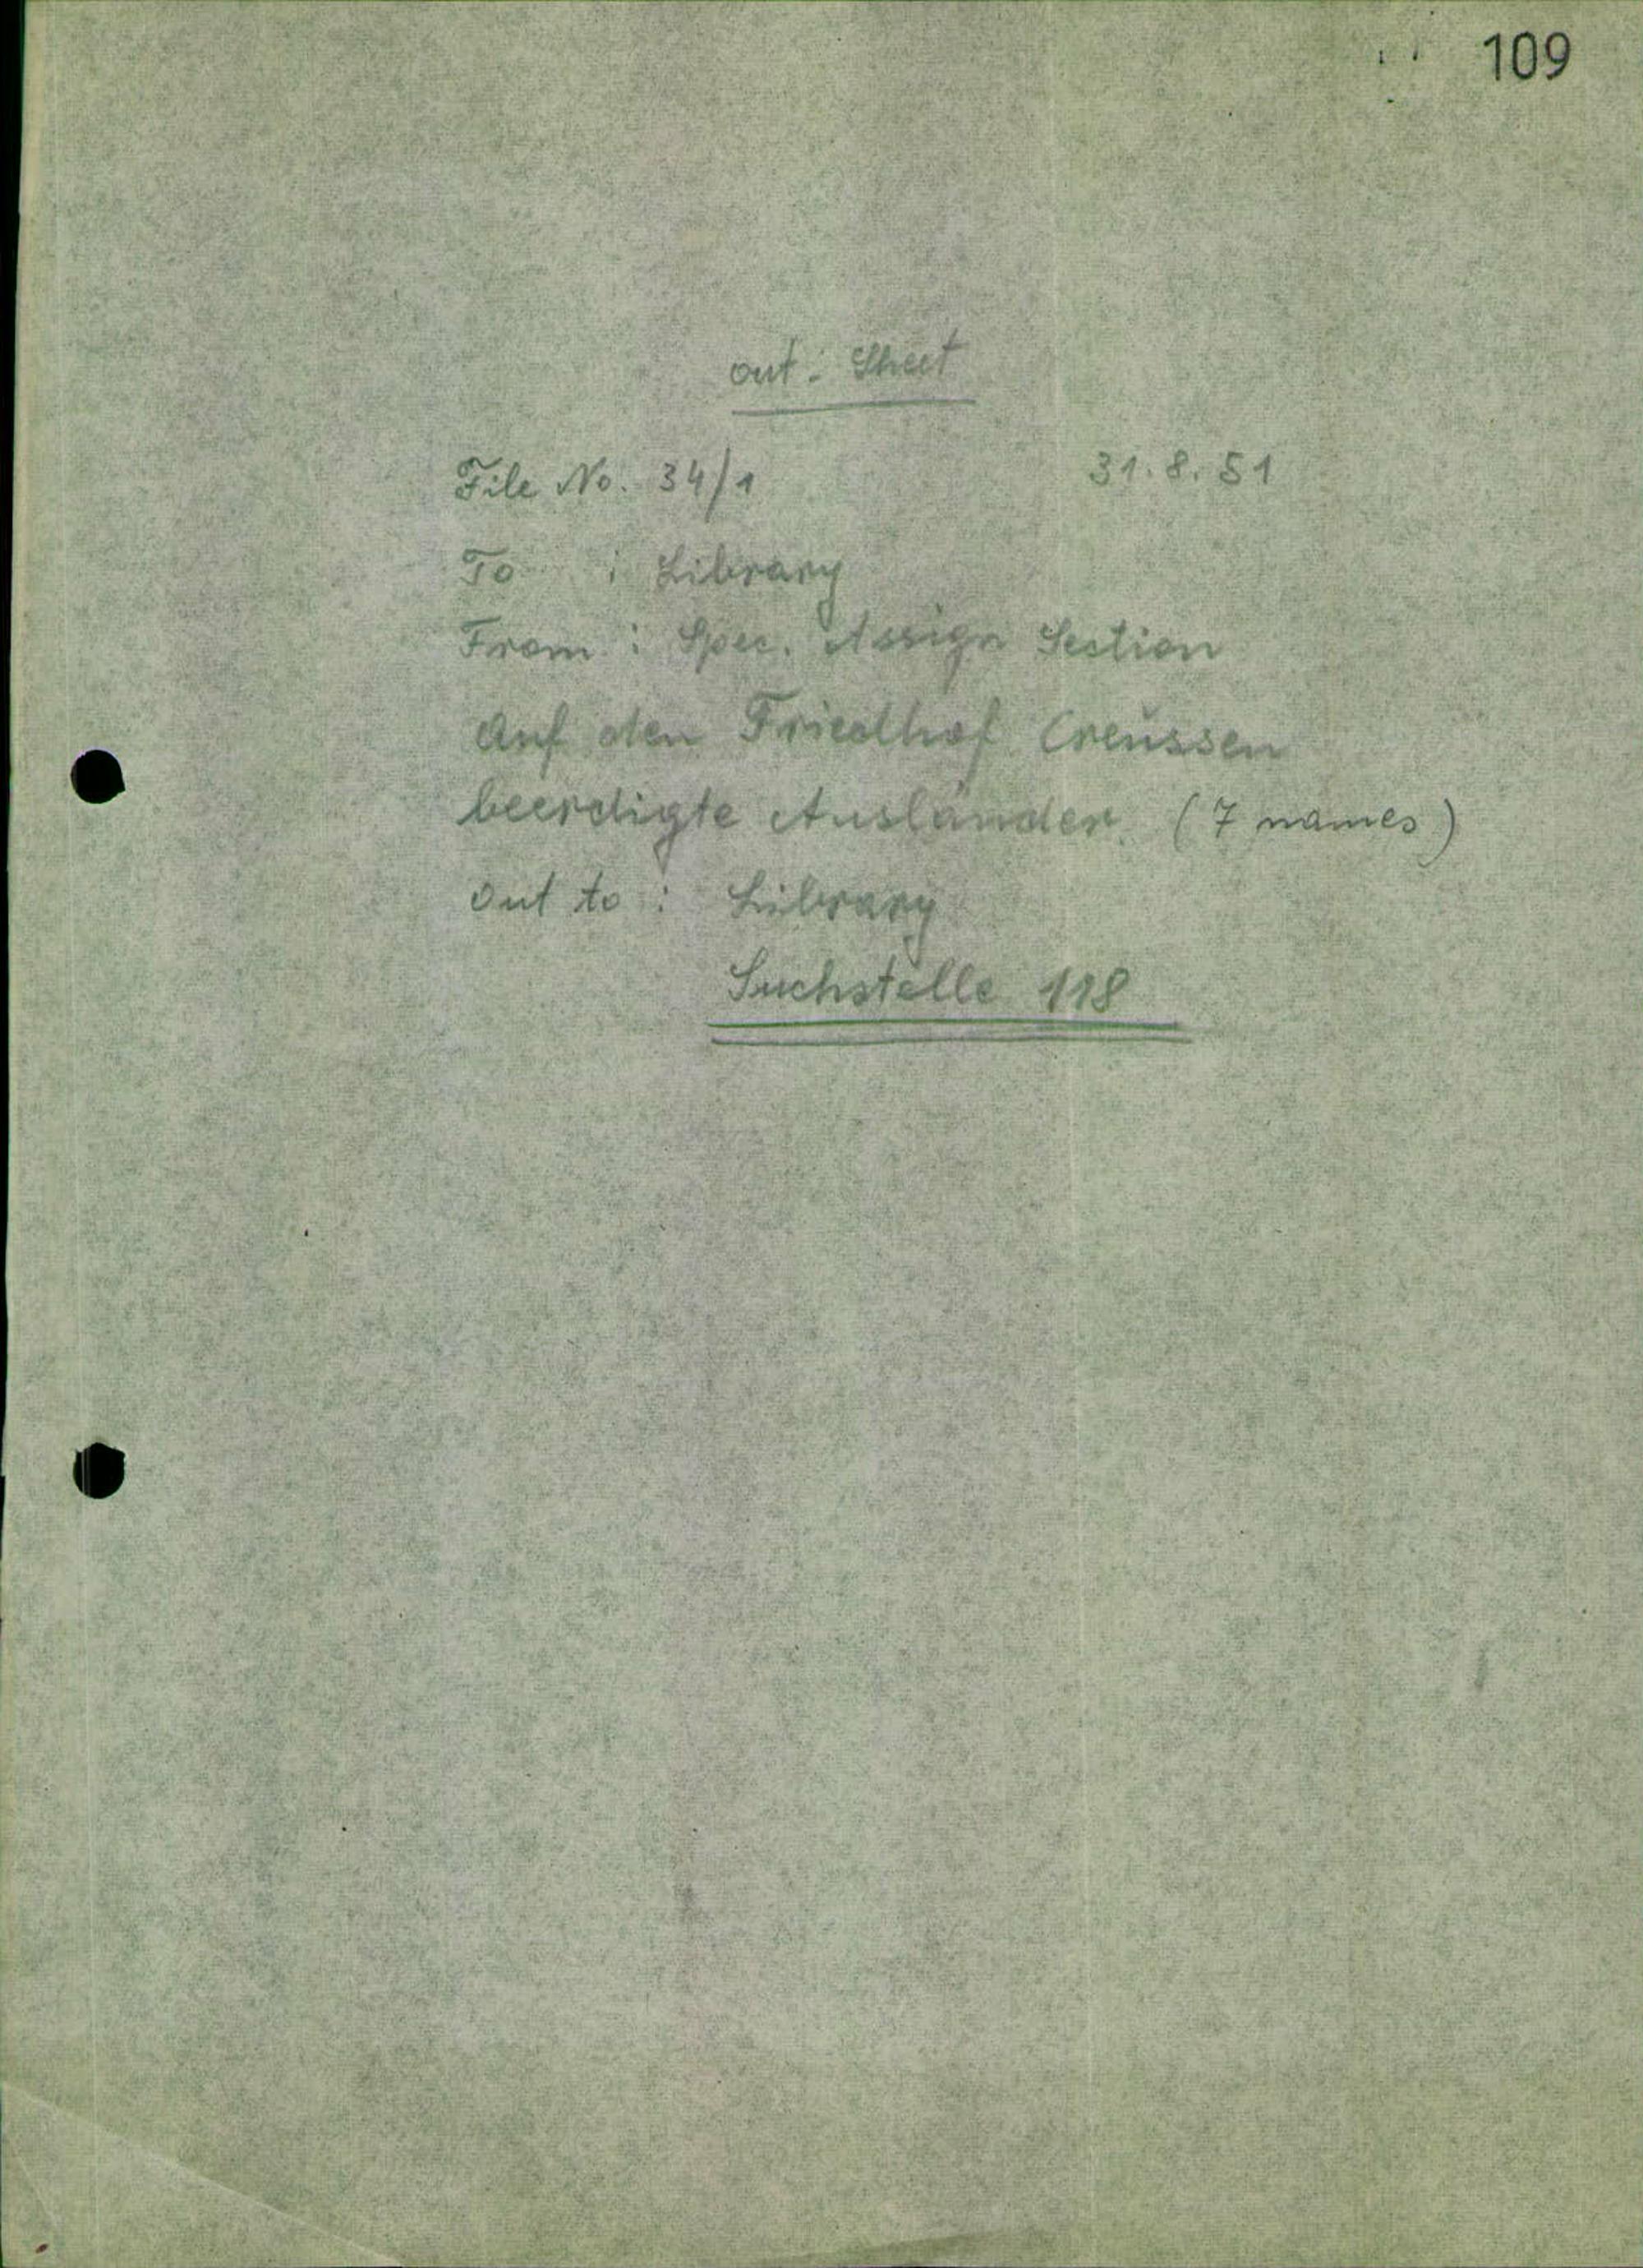 109
out: Sheet
File No. 34/1 31.8.51
To : Library
From : Spec. Assign Section
Auf den Friedhof Creussen
beerdigte Ausländer. (7 names)
Out to : Library
Suchstelle 118